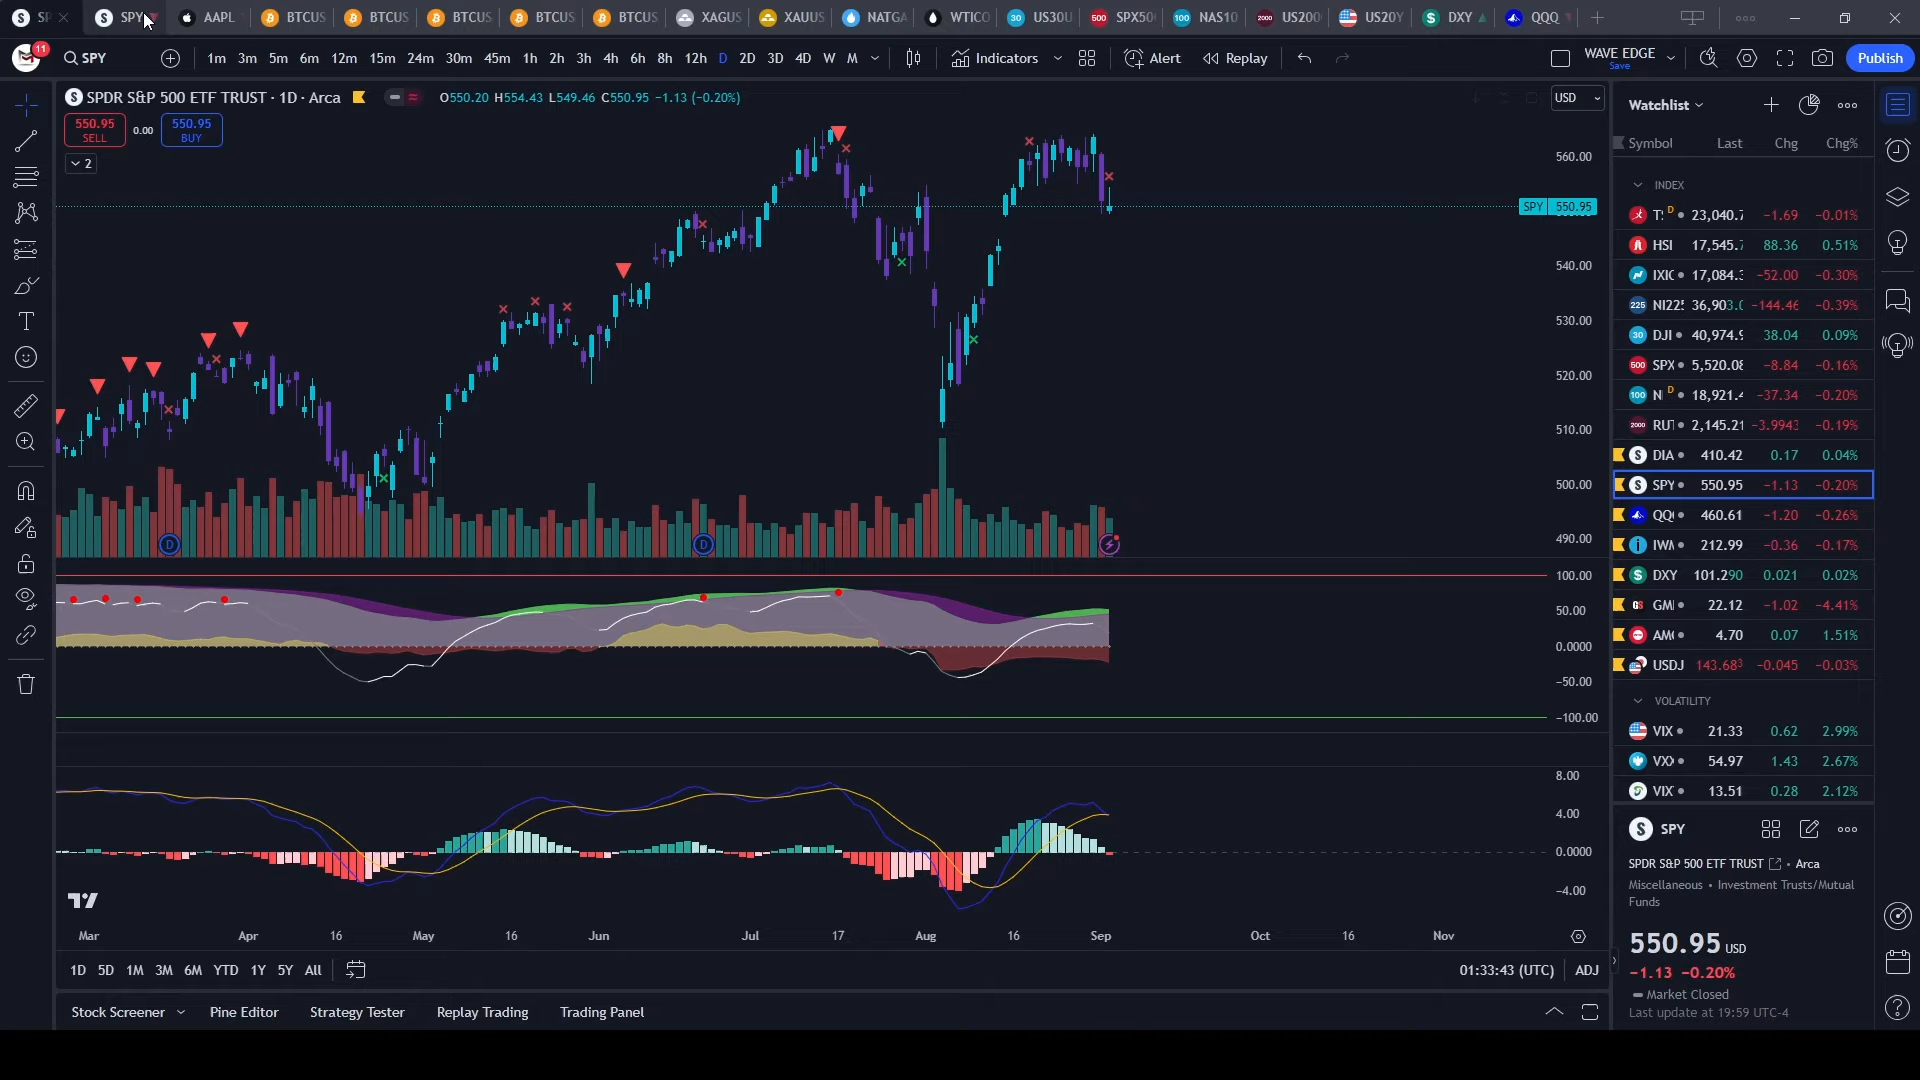 SPY AAPL BTCUS BTCUS BTCUS BTCUS BTCUS XAGUS XAUUS NATGA WTICO US30U SPX50 NAS10 US200 US20Y DXY QQQ
11 SPY 1m 3m 5m 6m 12m 15m 24m 30m 45m 1h 2h 3h 4h 6h 8h 12h D 2D 3D 4D W M Indicators Alert Replay WAVE EDGE Save Publish
SPDR S&P 500 ETF TRUST · 1D · Arca O550.20 H554.43 L549.46 C550.95 −1.13 (−0.20%) USD
550.95 SELL 0.00 550.95 BUY
2
560.00
SPY 550.95
540.00
530.00
520.00
510.00
500.00
490.00
D D
100.00
50.00
0.0000
−50.00
−100.00
8.00
4.00
0.0000
−4.00
Mar Apr 16 May 16 Jun Jul 17 Aug 16 Sep Oct 16 Nov
1D 5D 1M 3M 6M YTD 1Y 5Y All 01:33:43 (UTC) ADJ
Stock Screener Pine Editor Strategy Tester Replay Trading Trading Panel
Watchlist
Symbol Last Chg Chg%
INDEX
23,040.7 −1.69 −0.01%
HSI 17,545.7 88.36 0.51%
IXIC 17,084.3 −52.00 −0.30%
225 NI225 36,903.0 −144.46 −0.39%
30 DJI 40,974.9 38.04 0.09%
500 SPX 5,520.08 −8.84 −0.16%
100 18,921.4 −37.34 −0.20%
2000 RUT 2,145.21 −3.9943 −0.19%
DIA 410.42 0.17 0.04%
SPY 550.95 −1.13 −0.20%
QQQ 460.61 −1.20 −0.26%
IWM 212.99 −0.36 −0.17%
DXY 101.290 0.021 0.02%
GME 22.12 −1.02 −4.41%
AMC 4.70 0.07 1.51%
USDJ 143.683 −0.045 −0.03%
VOLATILITY
VIX 21.33 0.62 2.99%
VXX 54.97 1.43 2.67%
VIX 13.51 0.28 2.12%
SPY
SPDR S&P 500 ETF TRUST • Arca
Miscellaneous • Investment Trusts/Mutual
Funds
550.95 USD
−1.13 −0.20%
Market Closed
Last update at 19:59 UTC-4